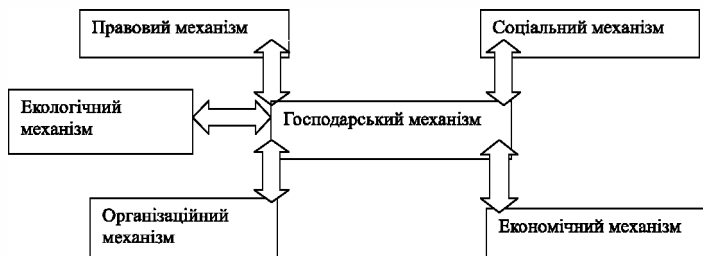 Правовий механізм
Соціальний механізм
Екологічний
механізм
Господарський механізм
Організаційний
механізм
Економічний механізм